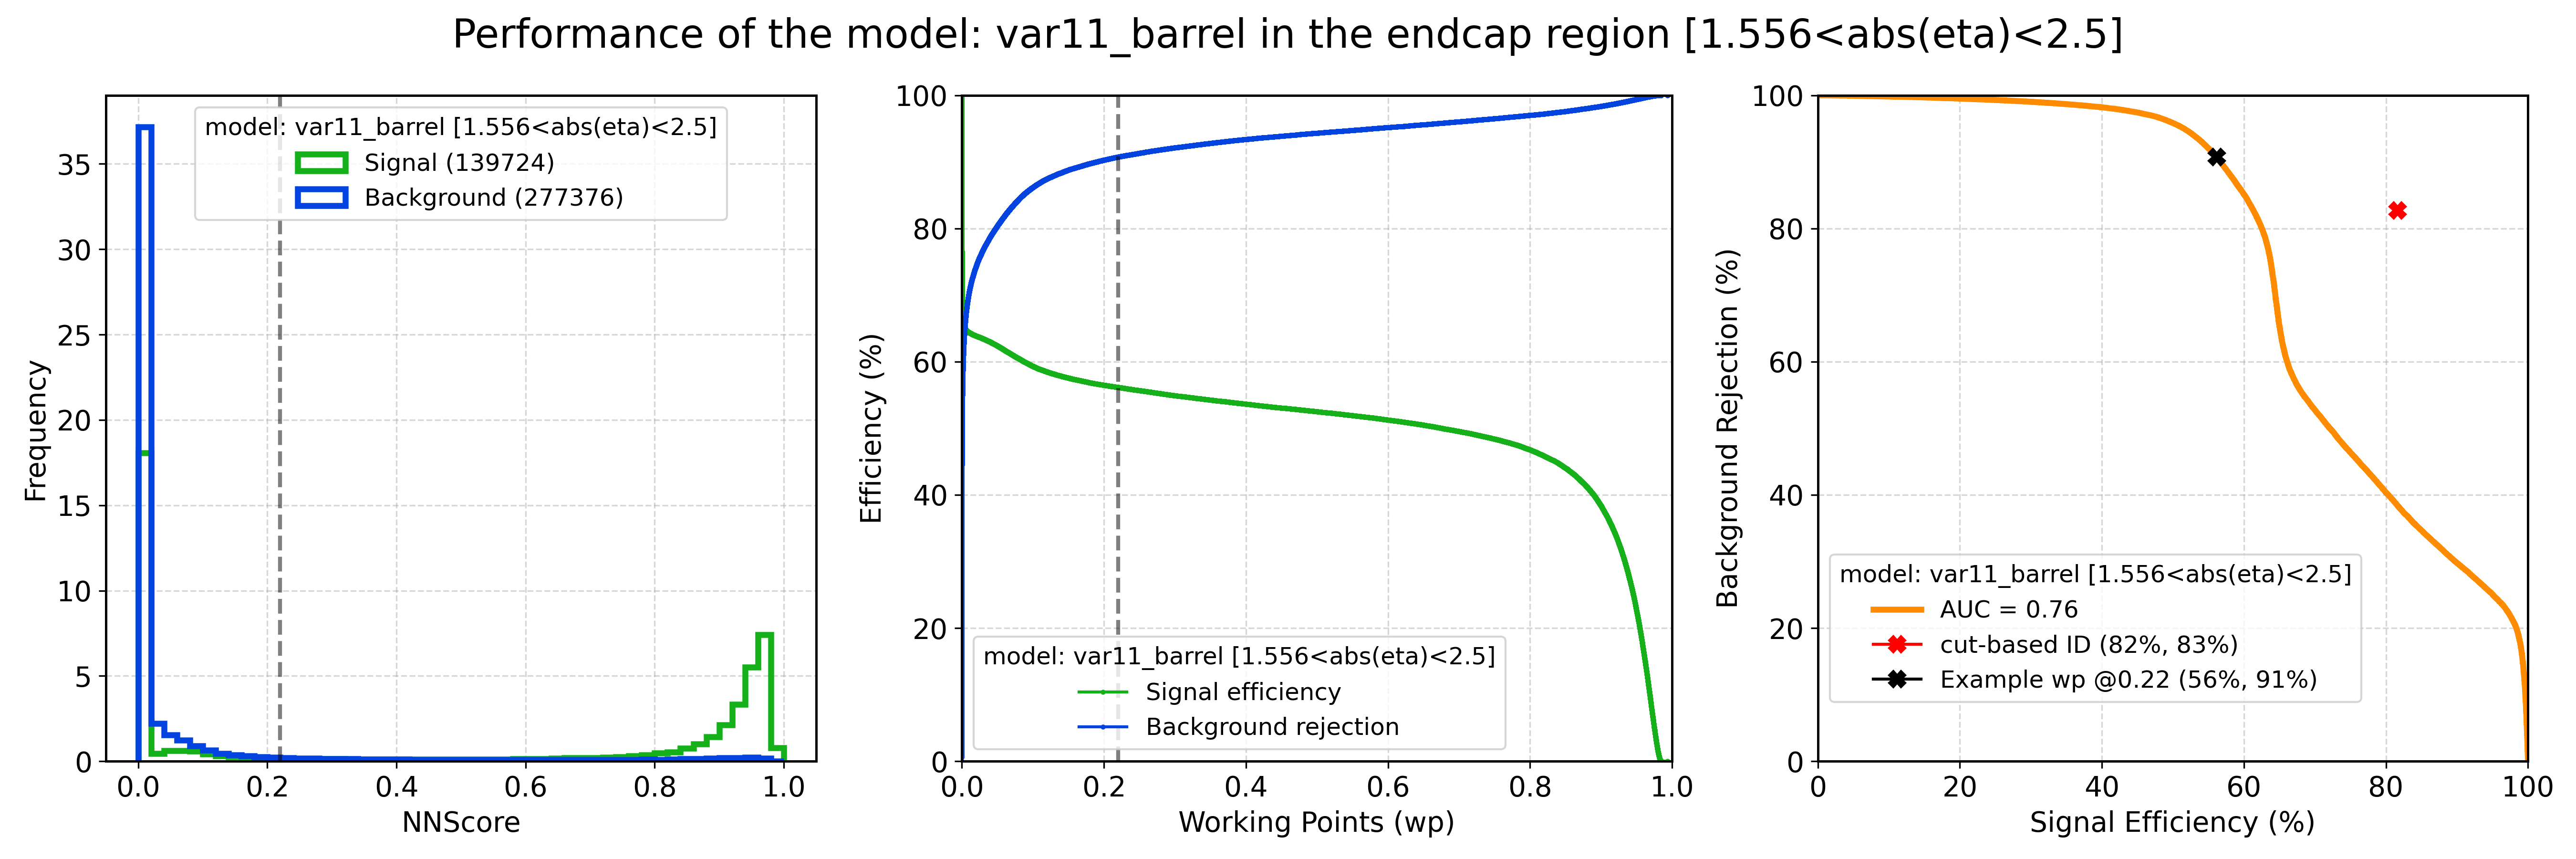 Performance of the model: var11_barrel in the endcap region [1.556<abs(eta)<2.5]
model: var11_barrel [1.556<abs(eta)<2.5]
Signal (139724)
Background (277376)
Frequency
0
5
10
15
20
25
30
35
0.0
0.2
0.4
0.6
0.8
1.0
NNScore
Efficiency (%)
0
20
40
60
80
100
model: var11_barrel [1.556<abs(eta)<2.5]
Signal efficiency
Background rejection
0.0
0.2
0.4
0.6
0.8
1.0
Working Points (wp)
Background Rejection (%)
0
20
40
60
80
100
model: var11_barrel [1.556<abs(eta)<2.5]
AUC = 0.76
cut-based ID (82%, 83%)
Example wp @0.22 (56%, 91%)
0
20
40
60
80
100
Signal Efficiency (%)